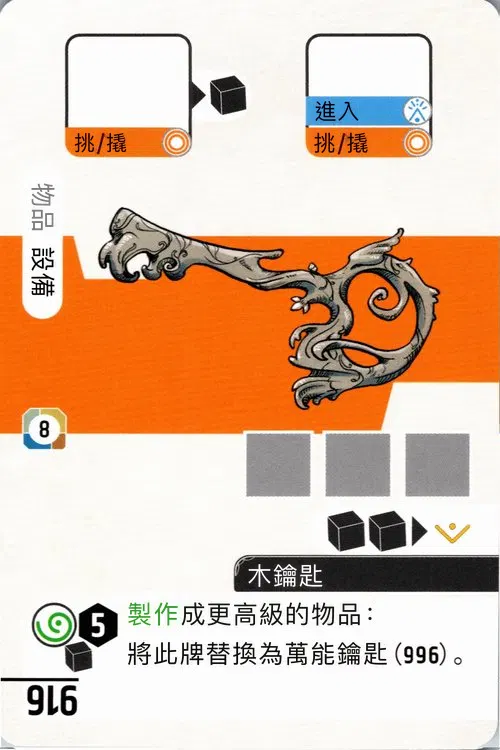 挑/撬
進入
挑/撬
物品 設備
8
木鑰匙
5
製作成更高級的物品：
將此牌替換為萬能鑰匙(996)。
916